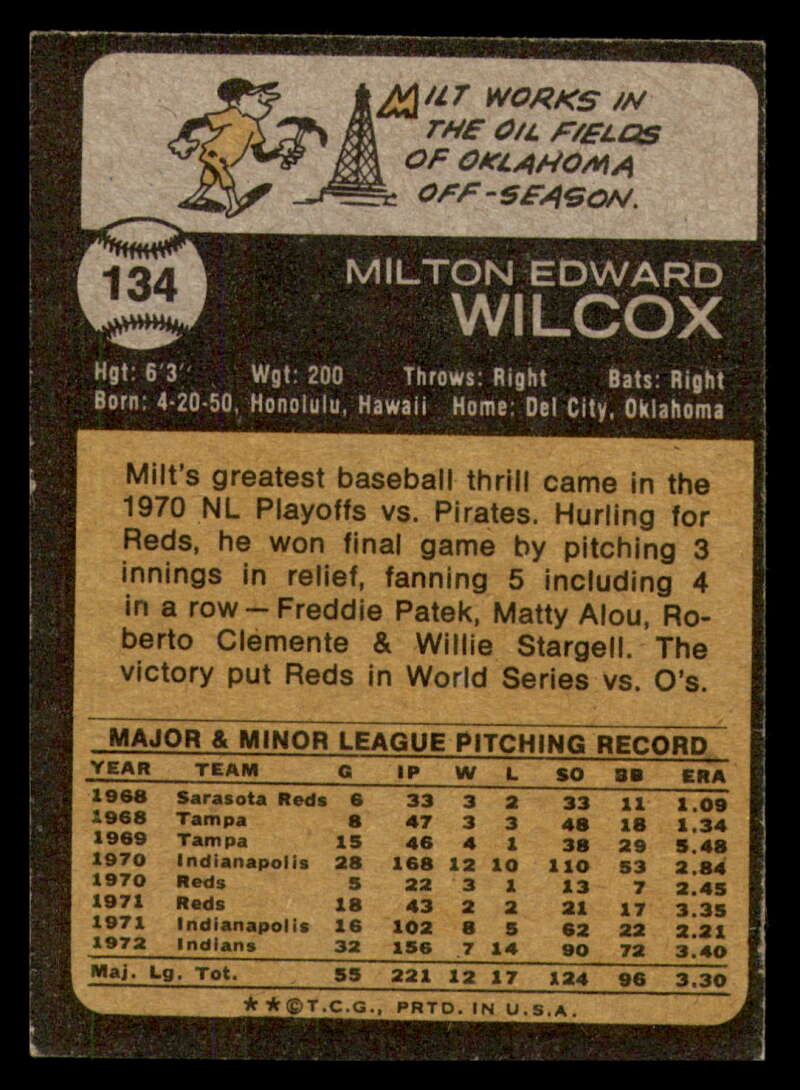 MILT WORKS IN
THE OIL FIELDS
OF OKLAHOMA
OFF-SEASON.
134
MILTON EDWARD
WILCOX
Hgt: 6'3" Wgt: 200 Throws: Right Bats: Right
Born: 4-20-50, Honolulu, Hawaii Home: Del City, Oklahoma
Milt's greatest baseball thrill came in the
1970 NL Playoffs vs. Pirates. Hurling for
Reds, he won final game by pitching 3
innings in relief, fanning 5 including 4
in a row—Freddie Patek, Matty Alou, Ro-
berto Clemente & Willie Stargell. The
victory put Reds in World Series vs. O's.
MAJOR & MINOR LEAGUE PITCHING RECORD
YEAR TEAM G IP W L SO BB ERA
1968 Sarasota Reds 6 33 3 2 33 11 1.09
1968 Tampa 8 47 3 3 48 18 1.34
1969 Tampa 15 46 4 1 38 29 5.48
1970 Indianapolis 28 168 12 10 110 53 2.84
1970 Reds 5 22 3 1 13 7 2.45
1971 Reds 18 43 2 2 21 17 3.35
1971 Indianapolis 16 102 8 5 62 22 2.21
1972 Indians 32 156 7 14 90 72 3.40
Maj. Lg. Tot. 55 221 12 17 124 96 3.30
**©T.C.G., PRTD. IN U.S.A.